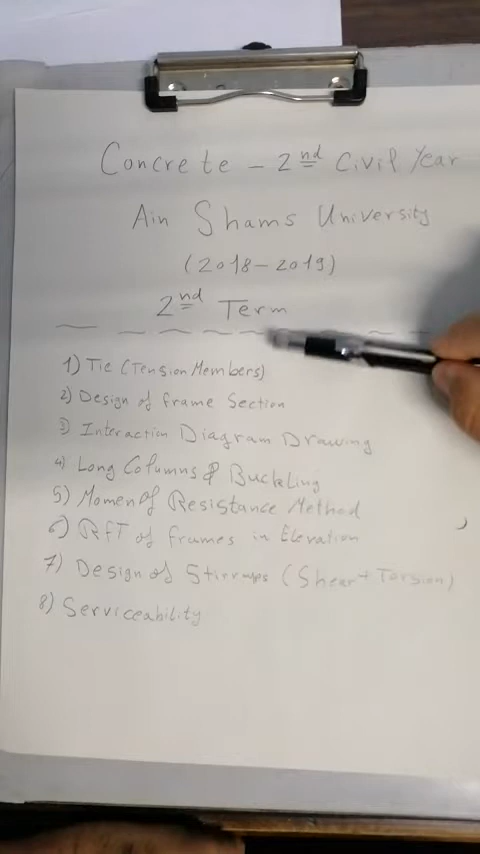 Concrete - 2nd Civil Year
Ain Shams University
(2018-2019)
2nd Term
1) Tie (Tension Members)
2) Design of frame Section
3) Interaction Diagram Drawing
4) Long Columns & Buckling
5) Moment of Resistance Method
6) RFT of frames in Elevation
7) Design of Stirrups (Shear + Torsion)
8) Serviceability